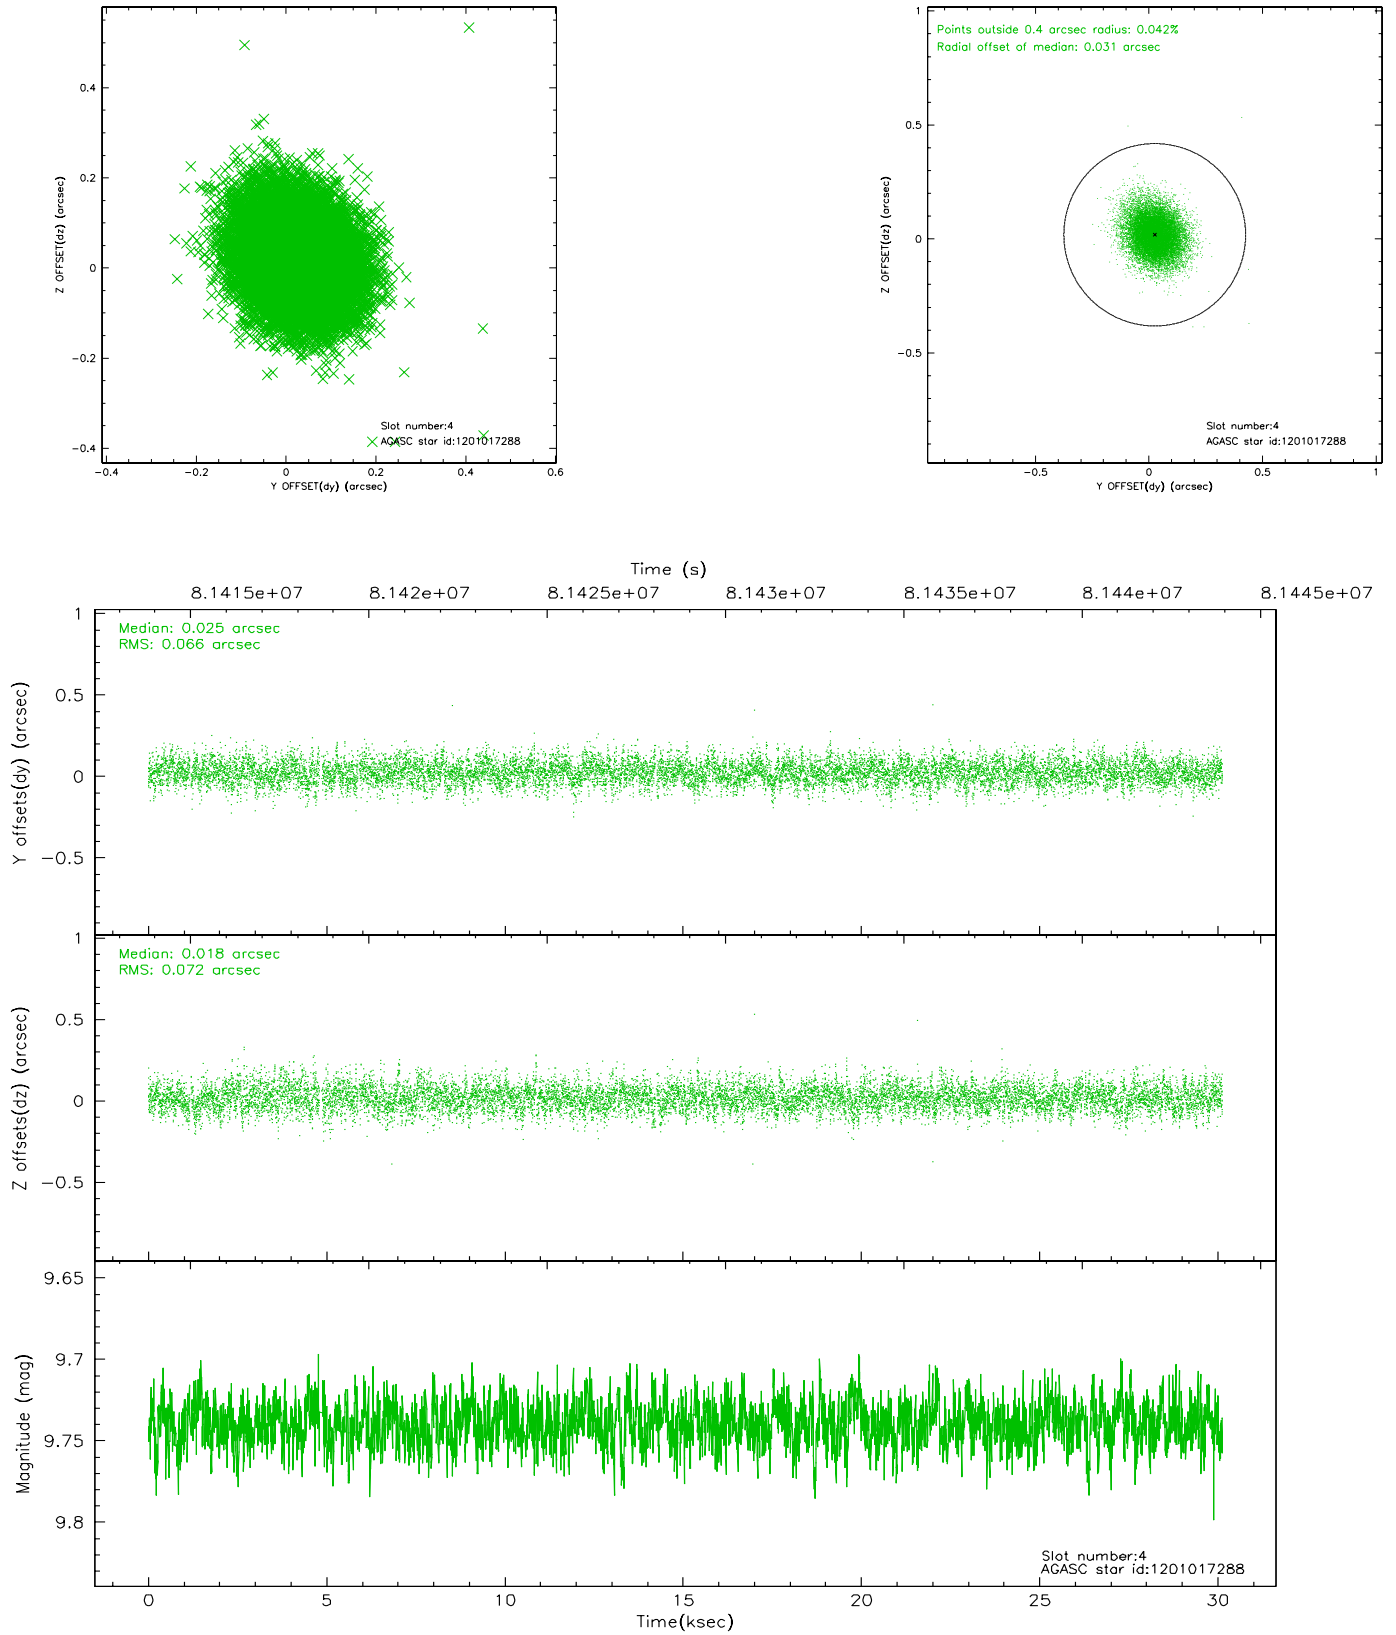 0.4
0.2
0
−0.2
−0.4
Z OFFSET(dz) (arcsec)
−0.4
−0.2
0
0.2
0.4
0.6
Y OFFSET(dy) (arcsec)
Slot number:4
AGASC star id:1201017288
Points outside 0.4 arcsec radius: 0.042%
Radial offset of median: 0.031 arcsec
1
0.5
0
−0.5
Z OFFSET(dz) (arcsec)
−0.5
0
0.5
1
Y OFFSET(dy) (arcsec)
Slot number:4
AGASC star id:1201017288
Time (s)
8.1415e+07
8.142e+07
8.1425e+07
8.143e+07
8.1435e+07
8.144e+07
8.1445e+07
Median: 0.025 arcsec
RMS: 0.066 arcsec
1
0.5
0
−0.5
Y offsets(dy) (arcsec)
Median: 0.018 arcsec
RMS: 0.072 arcsec
1
0.5
0
−0.5
Z offsets(dz) (arcsec)
9.65
9.7
9.75
9.8
Magnitude (mag)
Slot number:4
AGASC star id:1201017288
0
5
10
15
20
25
30
Time(ksec)